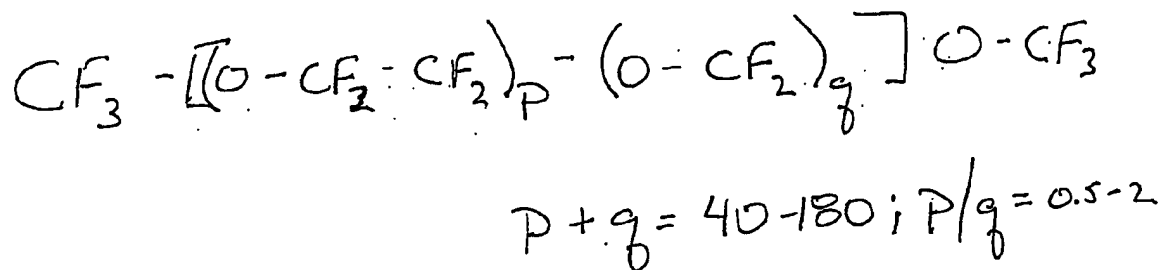 CF₃-[(O-CF₂-CF₂)p-(O-CF₂)q]O-CF₃
p+q=40-180; P/q=0.5-2